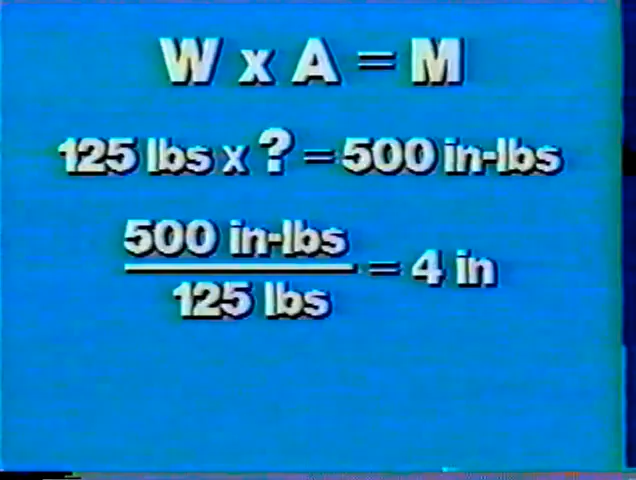 W x A = M
125 lbs x ? = 500 in-lbs
500 in-lbs
125 lbs
= 4 in